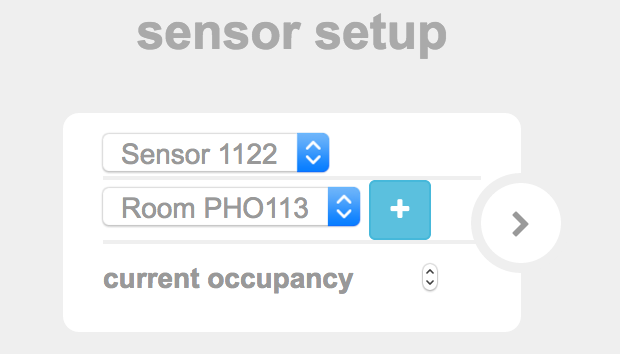 sensor setup
Sensor 1122
Room PHO113
current occupancy